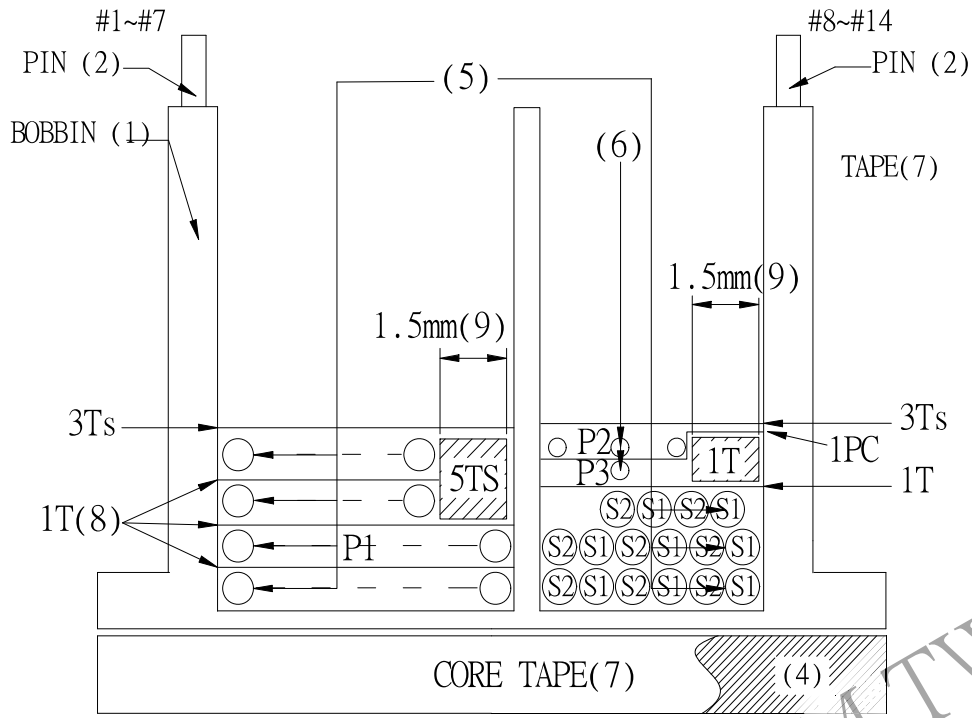 #1~#7
#8~#14
PIN (2)
(5)
PIN (2)
BOBBIN (1)
(6)
TAPE(7)
1.5mm(9)
1.5mm(9)
3Ts
3Ts
P2
1T
1PC
P3
5TS
1T
1T(8)
S2 S1 S2 S1
P1
S2 S1 S2 S1 S2 S1
S2 S1 S2 S1 S2 S1
CORE TAPE(7)
(4)